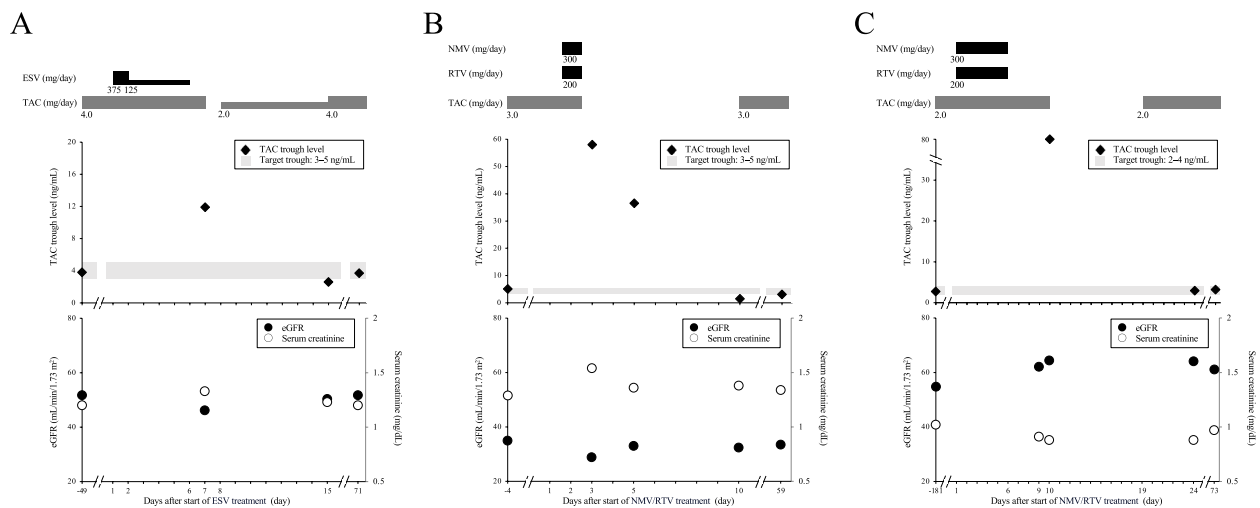 A
ESV (mg/day)
375 125
TAC (mg/day)
4.0
2.0
4.0
20
16
12
8
4
0
TAC trough level (ng/mL)
TAC trough level
Target trough: 3–5 ng/mL
80
60
40
20
eGFR (mL/min/1.73 m²)
eGFR
Serum creatinine
2
1.5
1
0.5
Serum creatinine (mg/dL)
-49
1
2
6
7
8
15
71
Days after start of ESV treatment (day)
B
NMV (mg/day)
300
RTV (mg/day)
200
TAC (mg/day)
3.0
3.0
60
50
40
30
20
10
0
TAC trough level (ng/mL)
TAC trough level
Target trough: 3–5 ng/mL
80
60
40
20
eGFR (mL/min/1.73 m²)
eGFR
Serum creatinine
2
1.5
1
0.5
Serum creatinine (mg/dL)
-4
1
3
5
10
59
Days after start of NMV/RTV treatment (day)
C
NMV (mg/day)
300
RTV (mg/day)
200
TAC (mg/day)
2.0
2.0
80
30
20
10
0
TAC trough level (ng/mL)
TAC trough level
Target trough: 2–4 ng/mL
80
60
40
20
eGFR (mL/min/1.73 m²)
eGFR
Serum creatinine
2
1.5
1
0.5
Serum creatinine (mg/dL)
-18
1
6
9
10
19
24
73
Days after start of NMV/RTV treatment (day)